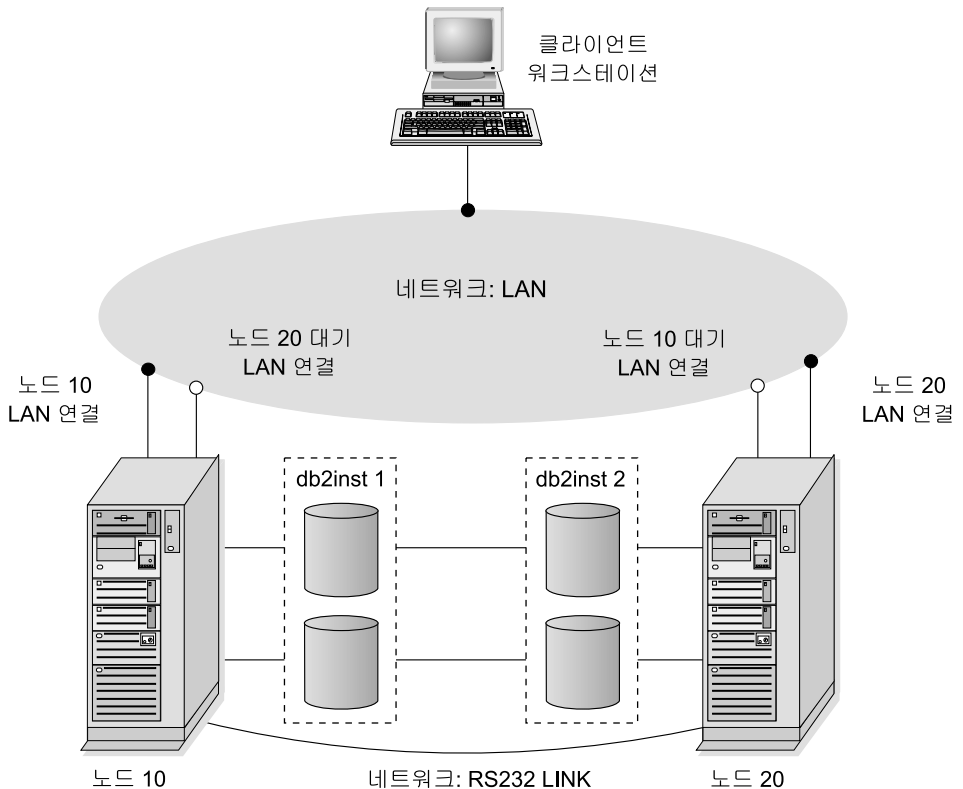 클라이언트
워크스테이션
네트워크: LAN
노드 20 대기
LAN 연결
노드 10 대기
LAN 연결
노드 10
LAN 연결
노드 20
LAN 연결
db2inst 1
db2inst 2
노드 10
네트워크: RS232 LINK
노드 20